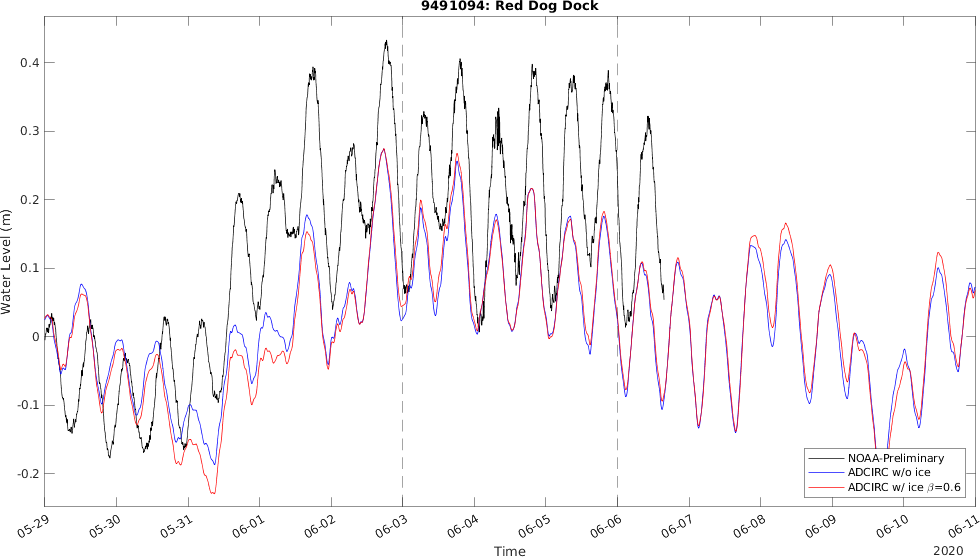 9491094: Red Dog Dock
Water Level (m)
0.4
0.3
0.2
0.1
0
-0.1
-0.2
NOAA-Preliminary
ADCIRC w/o ice
ADCIRC w/ ice β=0.6
05-29 05-30 05-31 06-01 06-02 06-03 06-04 06-05 06-06 06-07 06-08 06-09 06-10 06-11
Time
2020